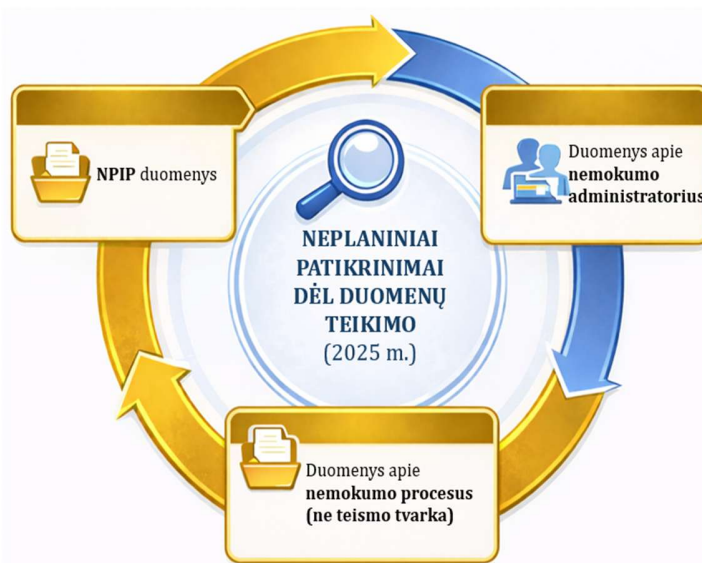 NPIP duomenys
Duomenys apie
nemokumo
administratorius
NEPLANINIAI
PATIKRINIMAI
DĖL DUOMENŲ
TEIKIMO
(2025 m.)
Duomenys apie
nemokumo procesus
(ne teismo tvarka)